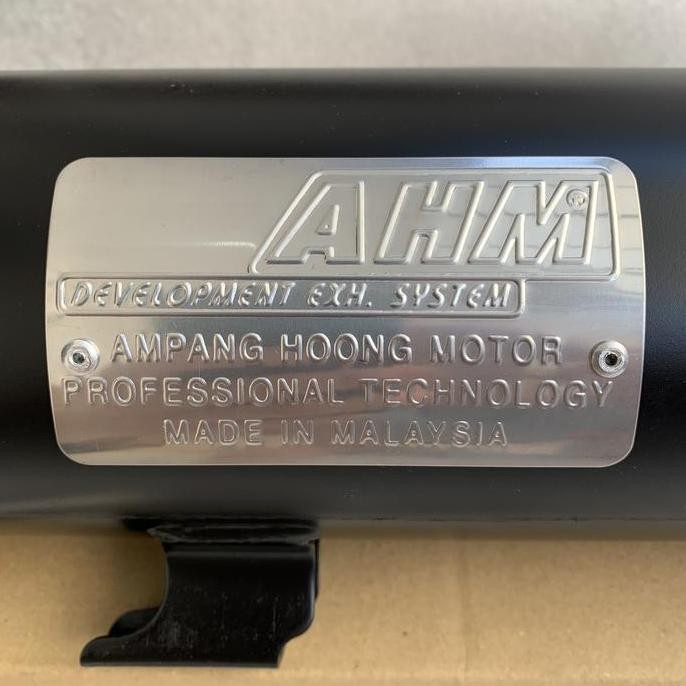 AHM®
DEVELOPMENT EXH. SYSTEM
AMPANG HOONG MOTOR
PROFESSIONAL TECHNOLOGY
MADE IN MALAYSIA